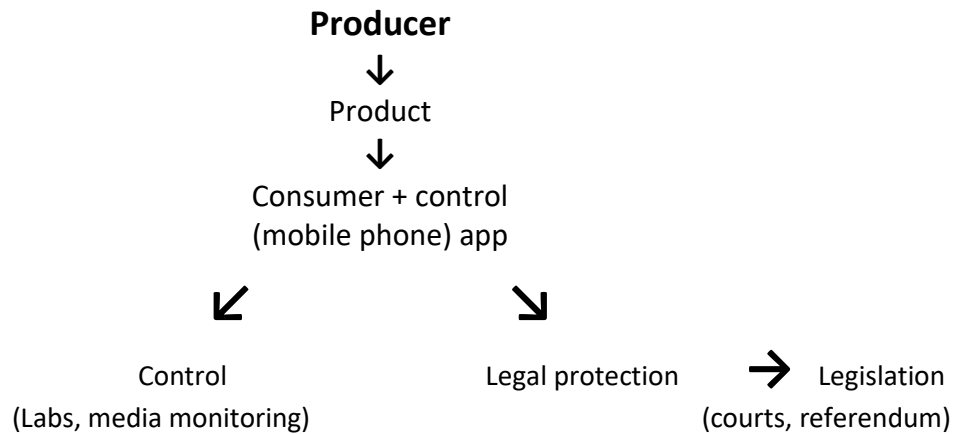 Producer
Product
Consumer + control
(mobile phone) app
Control
Legal protection
Legislation
(Labs, media monitoring)
(courts, referendum)